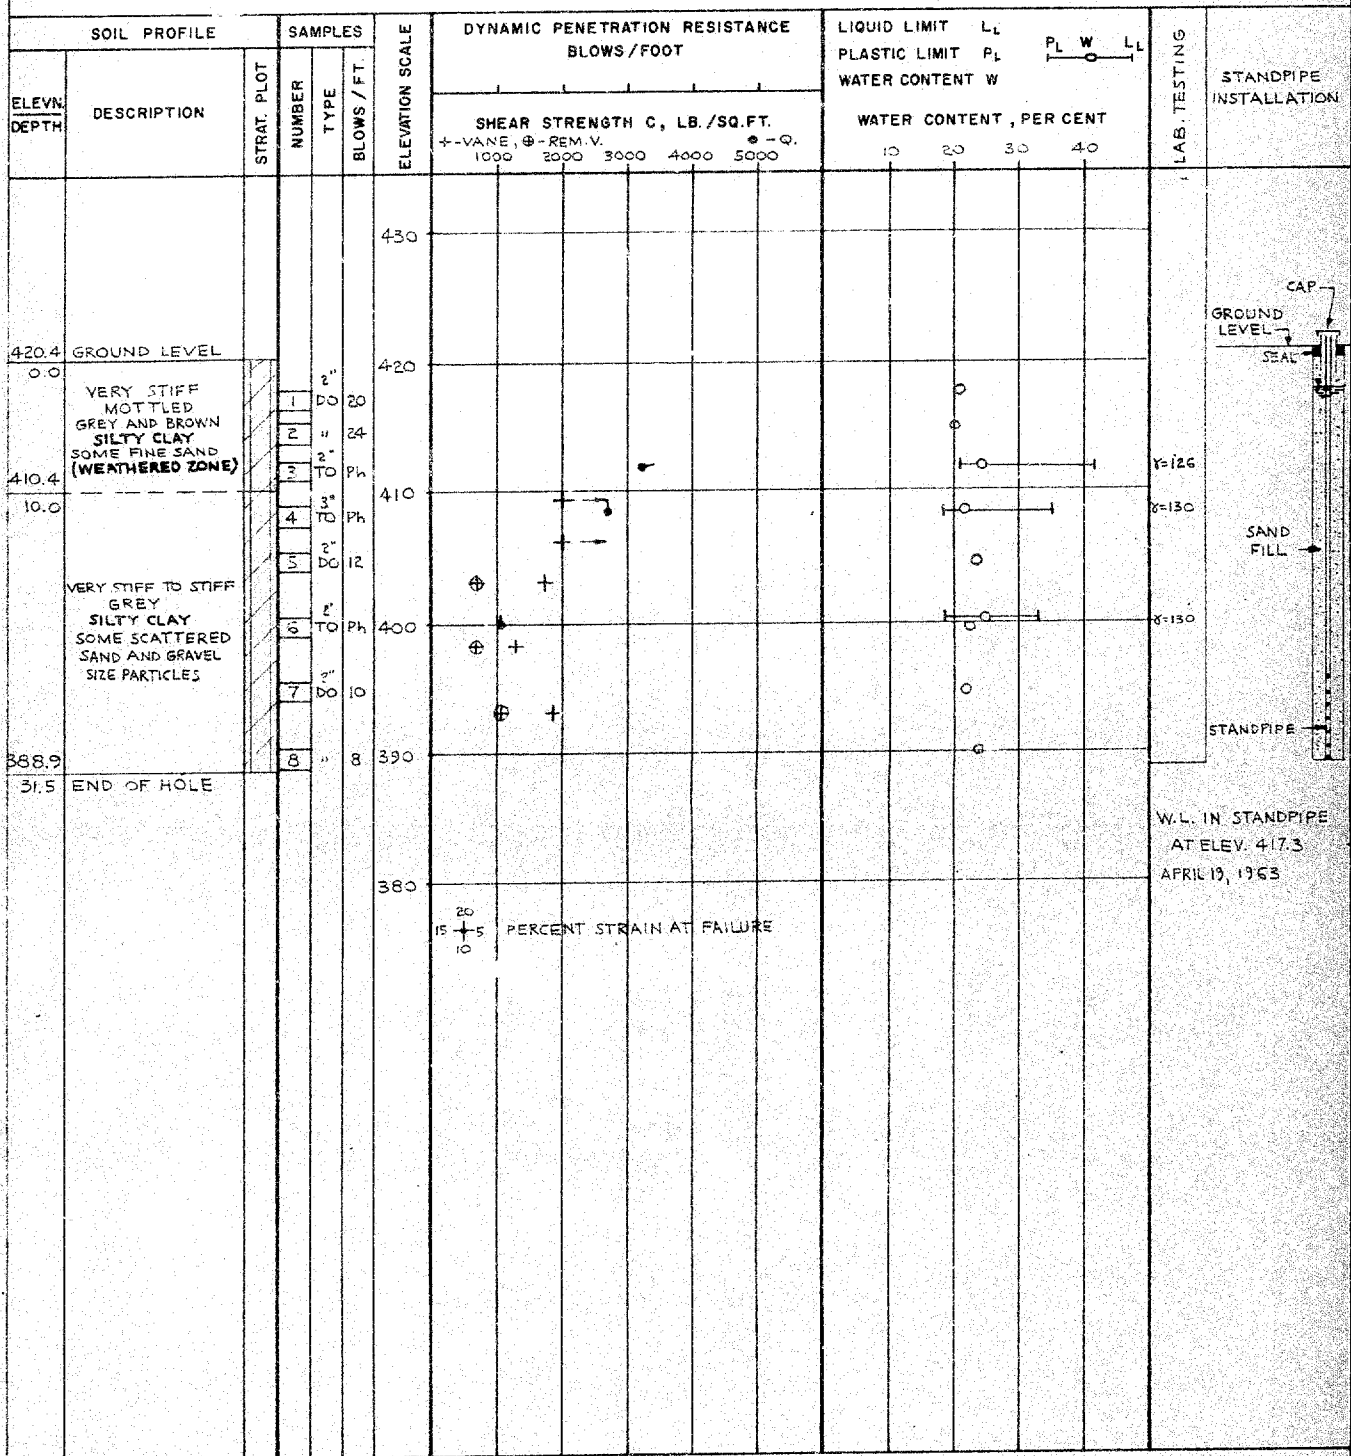 SOIL PROFILE
ELEVN.
DEPTH
DESCRIPTION
STRAT. PLOT
SAMPLES
NUMBER
TYPE
BLOWS / FT.
ELEVATION SCALE
DYNAMIC PENETRATION RESISTANCE
BLOWS/FOOT
SHEAR STRENGTH C, LB./SQ.FT.
+-VANE, ⊕-REM.V. ●-Q.
1000 2000 3000 4000 5000
LIQUID LIMIT LL
PLASTIC LIMIT PL
WATER CONTENT W
PL W LL
WATER CONTENT, PER CENT
10 20 30 40
LAB. TESTING
STANDPIPE
INSTALLATION
430
420
410
400
390
380
420.4 GROUND LEVEL
0.0
VERY STIFF
MOTTLED
GREY AND BROWN
SILTY CLAY
SOME FINE SAND
(WEATHERED ZONE)
410.4
10.0
VERY STIFF TO STIFF
GREY
SILTY CLAY
SOME SCATTERED
SAND AND GRAVEL
SIZE PARTICLES
388.9
31.5 END OF HOLE
1 2" DO 20
2 " 24
3 2" TO Ph
4 3" TO Ph
5 2" DO 12
6 2" TO Ph
7 2" DO 10
8 " 8
γ=126
γ=130
γ=130
CAP
GROUND
LEVEL
SEAL
SAND
FILL
STANDPIPE
W.L. IN STANDPIPE
AT ELEV. 417.3
APRIL 19, 1963
20
15 5
10
PERCENT STRAIN AT FAILURE